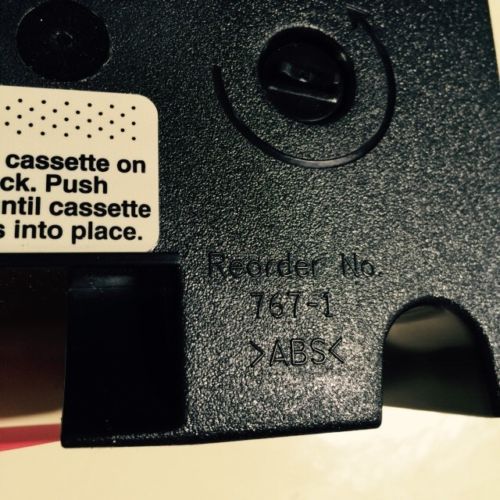 cassette on
ck. Push
ntil cassette
s into place.
Reorder No.
767-1
>ABS<